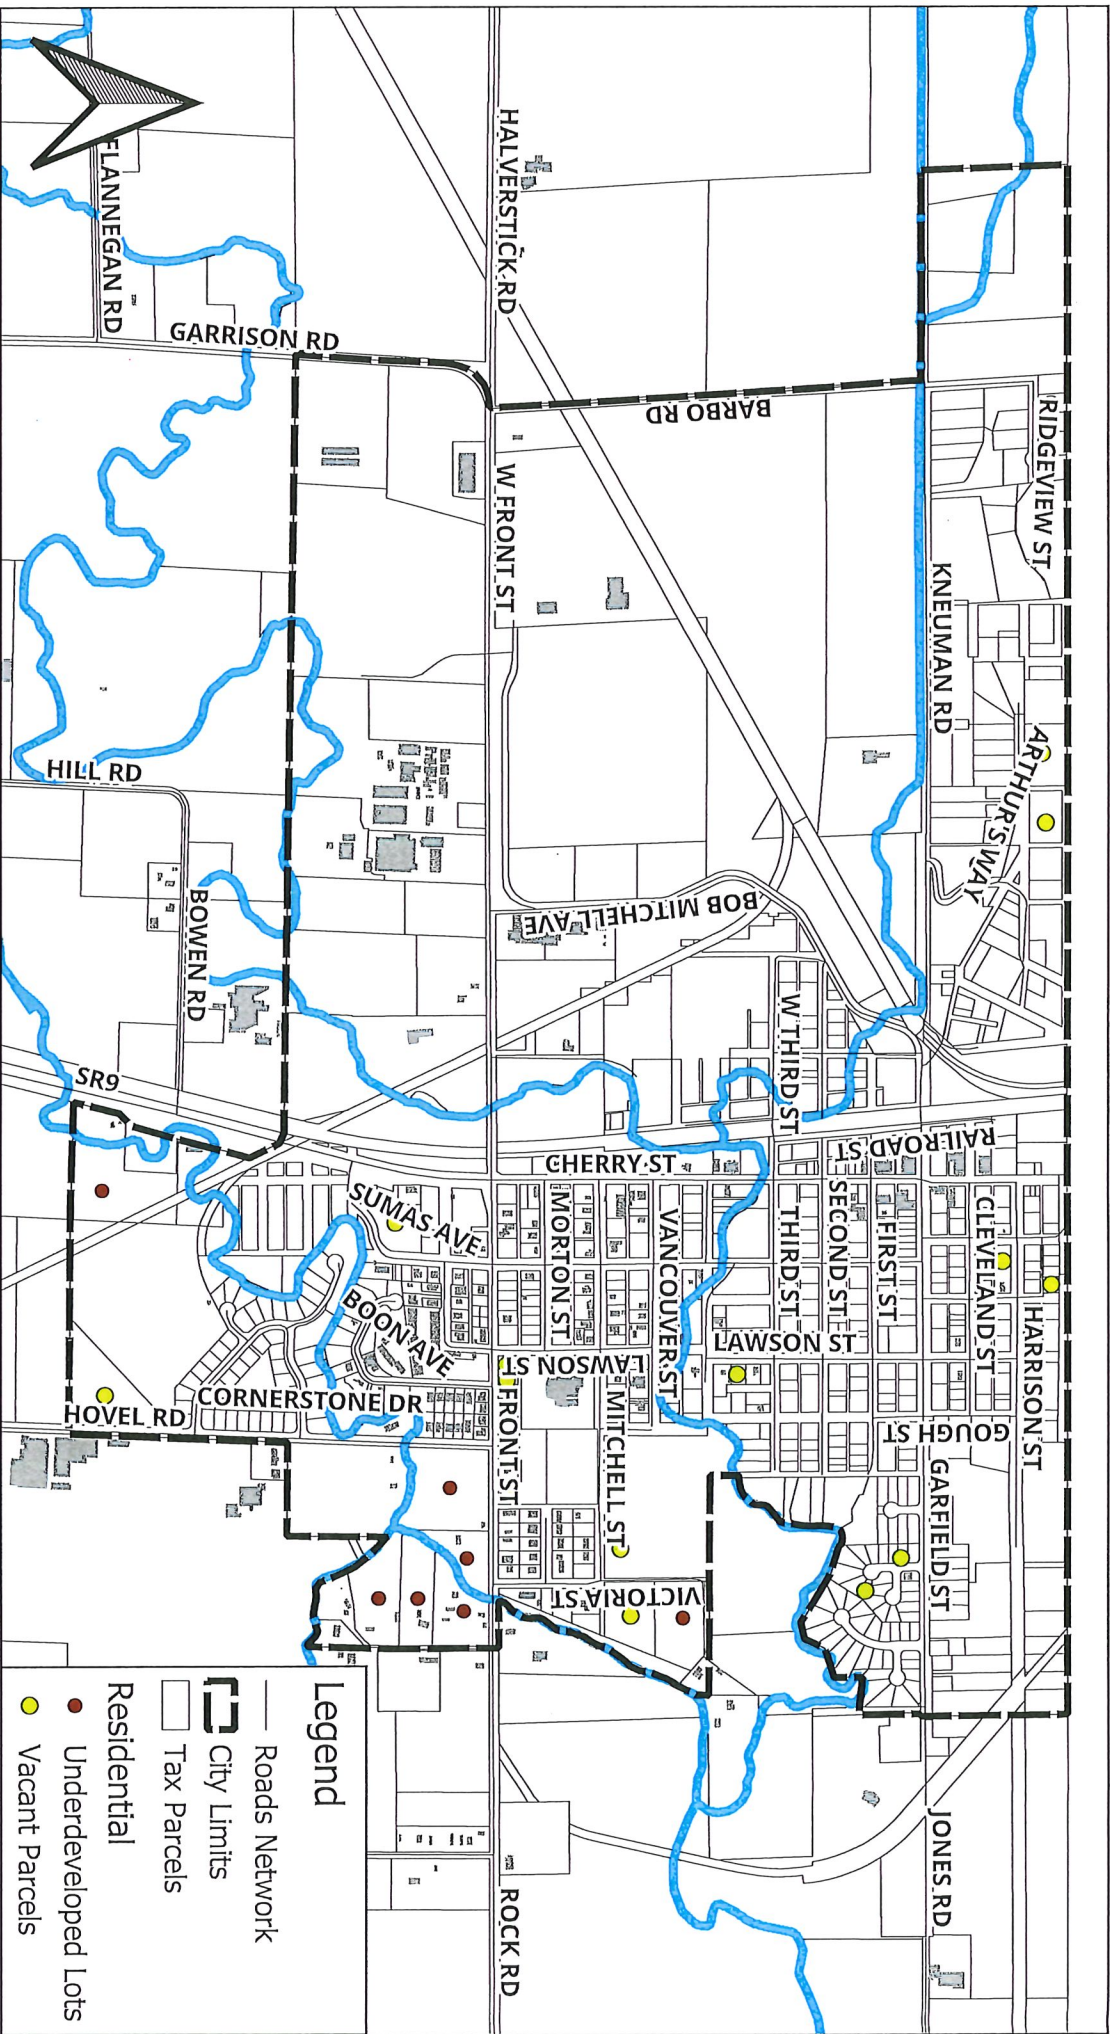 RIDGEVIEW ST
ARTHUR'S WAY
KNEUMAN RD
HALVERSTICK RD
BARBO RD
W FRONT ST
GARRISON RD
FLANNEGAN RD
HILL RD
BOWEN RD
BOB MITCHELL AVE
W THIRD ST
RAILROAD ST
CHERRY ST
SR9
SUMAS AVE
MORTON ST
VANCOUVER ST
THIRD ST
SECOND ST
FIRST ST
CLEVELAND ST
HARRISON ST
BOON AVE
LAWSON ST
LAWSON ST
CORNERSTONE DR
HOVEL RD
FRONT ST
MITCHELL ST
GOUGH ST
GARFIELD ST
VICTORIA ST
JONES RD
ROCK RD
Legend
Roads Network
City Limits
Tax Parcels
Residential
Underdeveloped Lots
Vacant Parcels